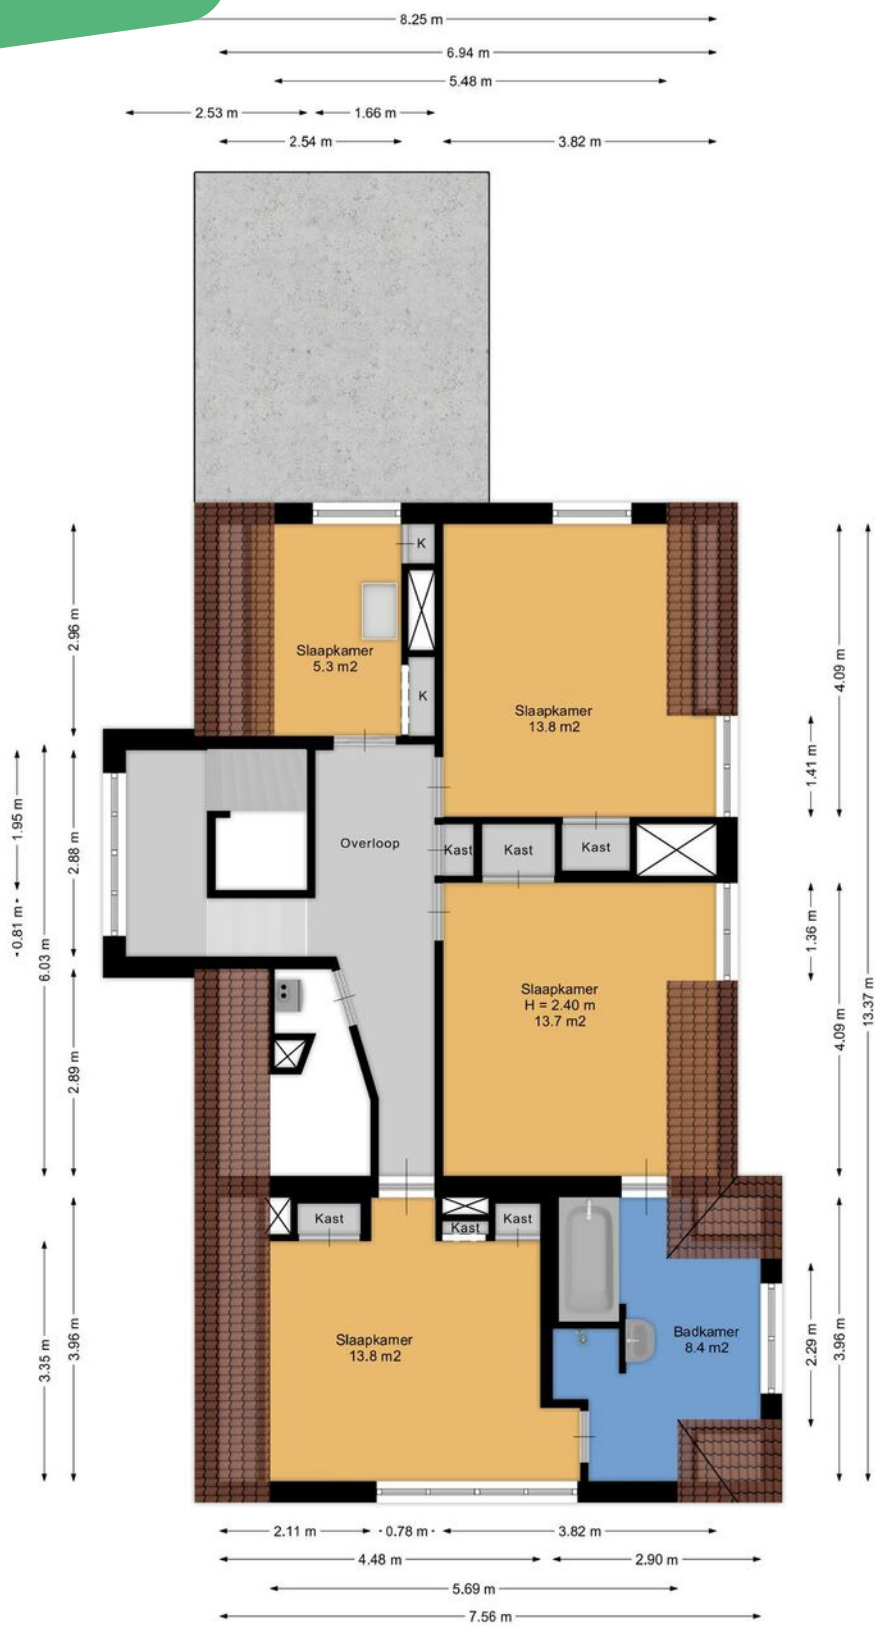 8.25 m
6.94 m
5.48 m
2.53 m
1.66 m
2.54 m
3.82 m
K
2.96 m
Slaapkamer
5.3 m2
K
Slaapkamer
13.8 m2
4.09 m
1.41 m
1.95 m
2.88 m
0.81 m
6.03 m
Overloop
Kast
Kast
Kast
Slaapkamer
H = 2.40 m
13.7 m2
1.36 m
4.09 m
13.37 m
2.89 m
Kast
Kast
Kast
Slaapkamer
13.8 m2
Badkamer
8.4 m2
3.35 m
3.96 m
2.29 m
3.96 m
2.11 m
0.78 m
3.82 m
4.48 m
2.90 m
5.69 m
7.56 m